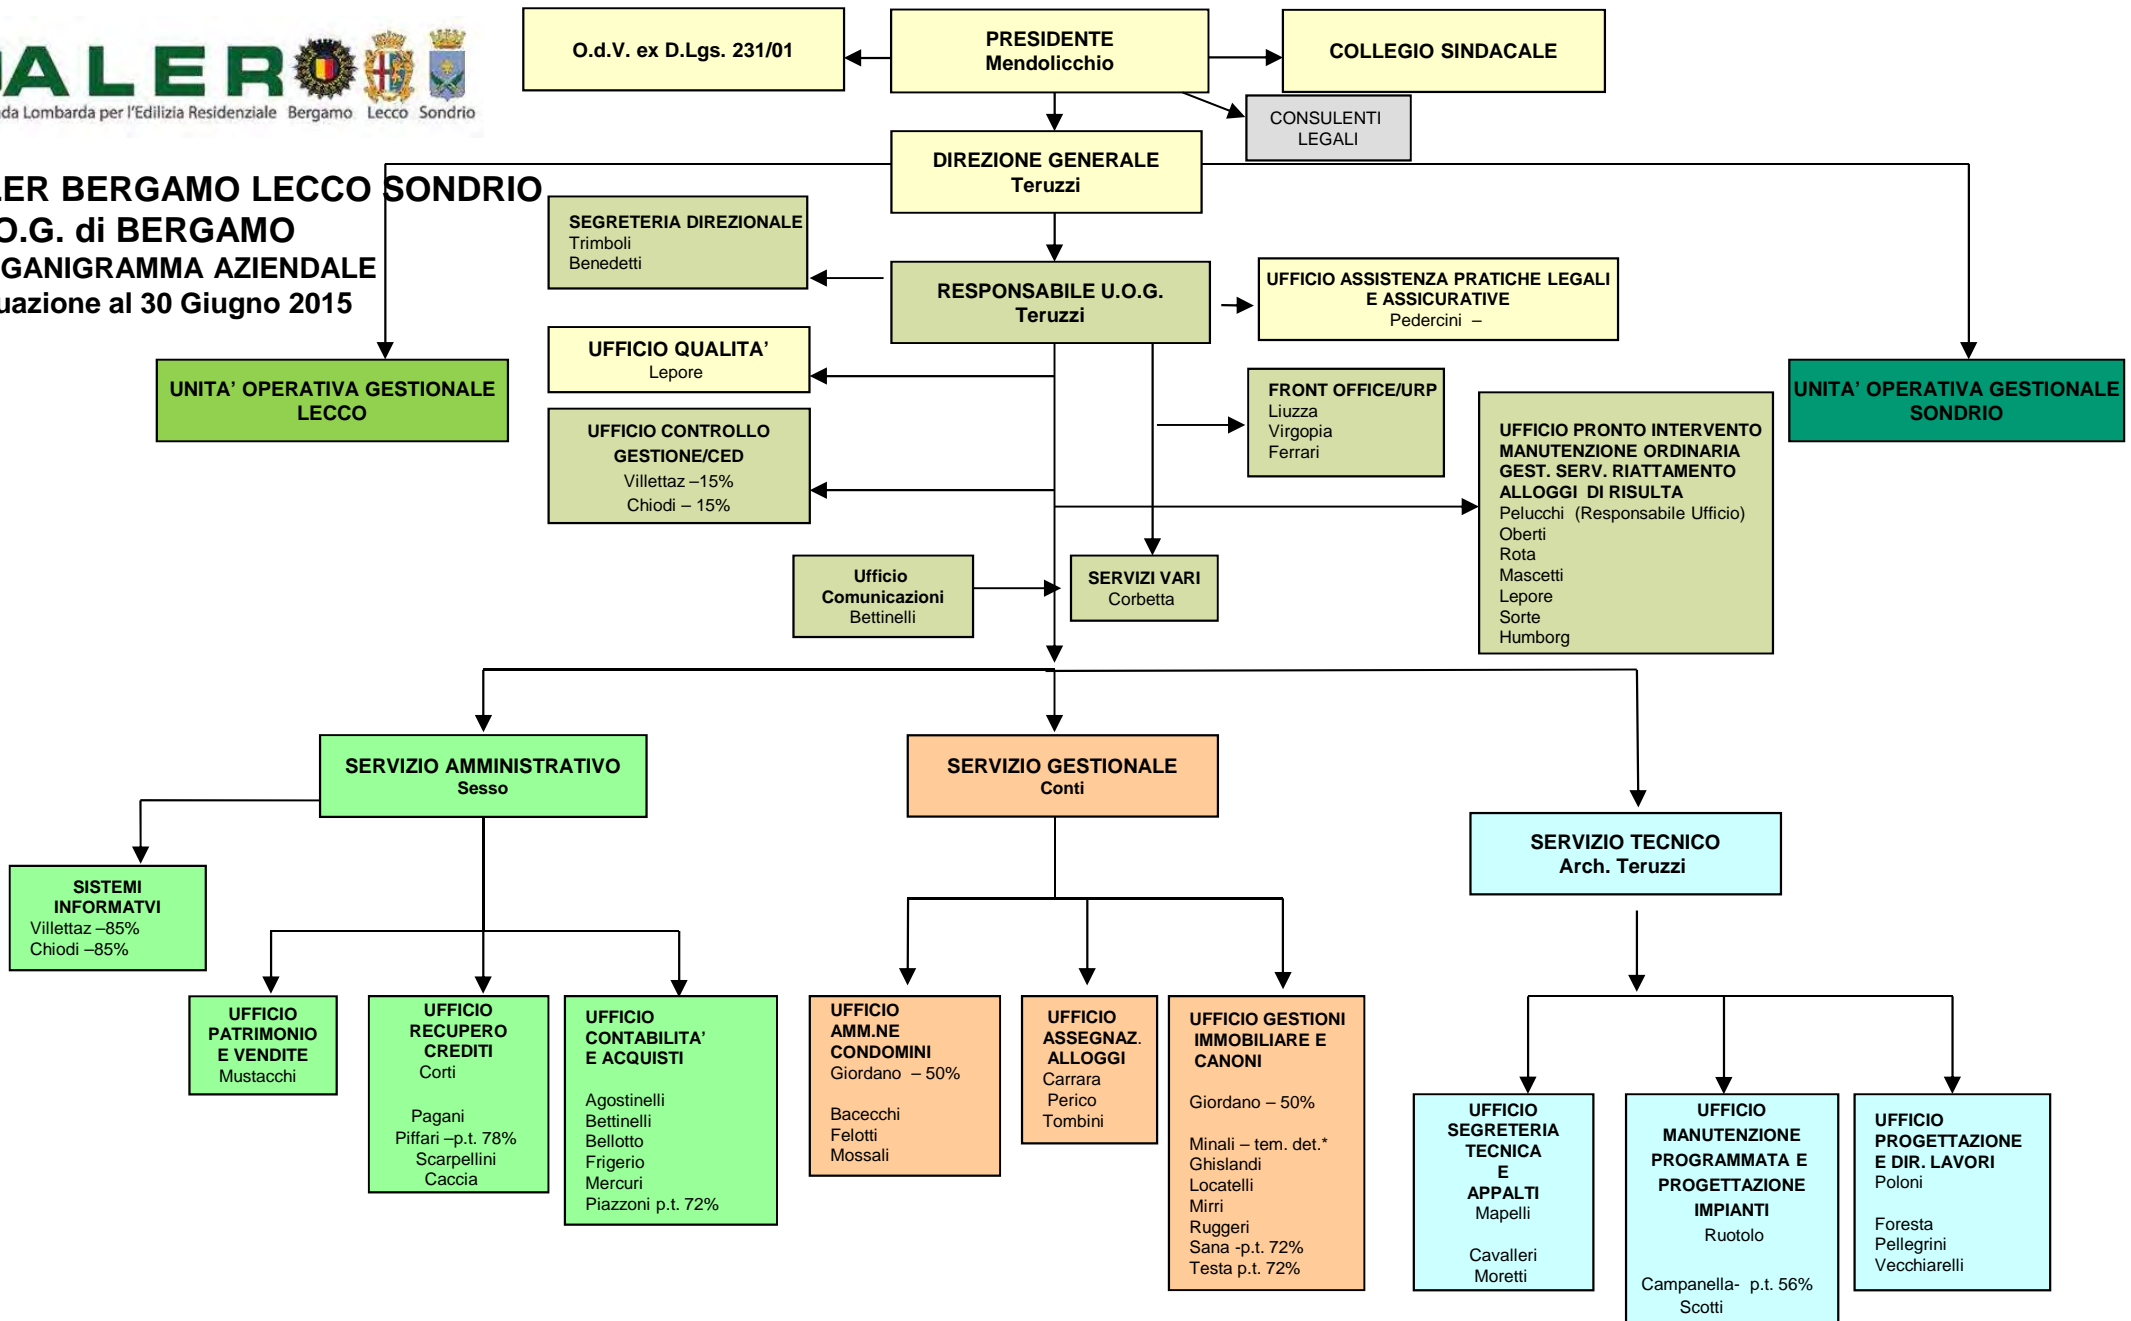 ALER
da Lombarda per l'Edilizia Residenziale Bergamo Lecco Sondrio
LER BERGAMO LECCO SONDRIO
O.G. di BERGAMO
GANIGRAMMA AZIENDALE
uazione al 30 Giugno 2015
O.d.V. ex D.Lgs. 231/01
PRESIDENTE
Mendolicchio
COLLEGIO SINDACALE
CONSULENTI
LEGALI
DIREZIONE GENERALE
Teruzzi
SEGRETERIA DIREZIONALE
Trimboli
Benedetti
RESPONSABILE U.O.G.
Teruzzi
UFFICIO ASSISTENZA PRATICHE LEGALI
E ASSICURATIVE
Pedercini –
UFFICIO QUALITA’
Lepore
UNITA’ OPERATIVA GESTIONALE
LECCO
UNITA’ OPERATIVA GESTIONALE
SONDRIO
FRONT OFFICE/URP
Liuzza
Virgopia
Ferrari
UFFICIO CONTROLLO
GESTIONE/CED
Villettaz –15%
Chiodi – 15%
UFFICIO PRONTO INTERVENTO
MANUTENZIONE ORDINARIA
GEST. SERV. RIATTAMENTO
ALLOGGI DI RISULTA
Pelucchi (Responsabile Ufficio)
Oberti
Rota
Mascetti
Lepore
Sorte
Humborg
Ufficio
Comunicazioni
Bettinelli
SERVIZI VARI
Corbetta
SERVIZIO AMMINISTRATIVO
Sesso
SERVIZIO GESTIONALE
Conti
SERVIZIO TECNICO
Arch. Teruzzi
SISTEMI
INFORMATVI
Villettaz –85%
Chiodi –85%
UFFICIO
PATRIMONIO
E VENDITE
Mustacchi
UFFICIO
RECUPERO
CREDITI
Corti
Pagani
Piffari –p.t. 78%
Scarpellini
Caccia
UFFICIO
CONTABILITA’
E ACQUISTI
Agostinelli
Bettinelli
Bellotto
Frigerio
Mercuri
Piazzoni p.t. 72%
UFFICIO
AMM.NE
CONDOMINI
Giordano – 50%
Bacecchi
Felotti
Mossali
UFFICIO
ASSEGNAZ.
ALLOGGI
Carrara
Perico
Tombini
UFFICIO GESTIONI
IMMOBILIARE E
CANONI
Giordano – 50%
Minali – tem. det.*
Ghislandi
Locatelli
Mirri
Ruggeri
Sana -p.t. 72%
Testa p.t. 72%
UFFICIO
SEGRETERIA
TECNICA
E
APPALTI
Mapelli
Cavalleri
Moretti
UFFICIO
MANUTENZIONE
PROGRAMMATA E
PROGETTAZIONE
IMPIANTI
Ruotolo
Campanella- p.t. 56%
Scotti
UFFICIO
PROGETTAZIONE
E DIR. LAVORI
Poloni
Foresta
Pellegrini
Vecchiarelli